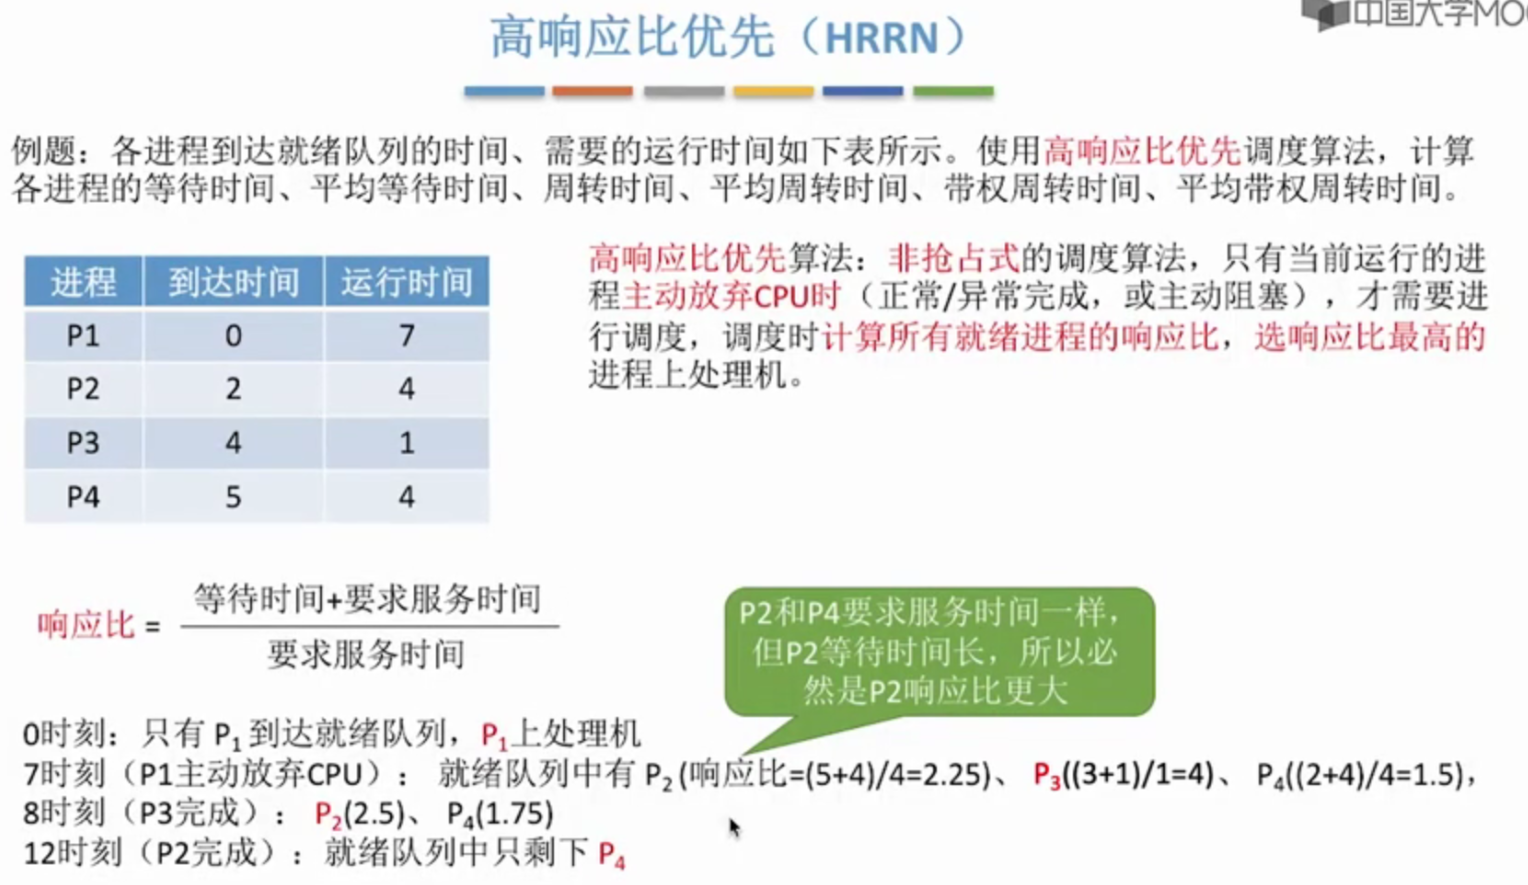 中国大学MOO
高响应比优先（HRRN）
例题：各进程到达就绪队列的时间、需要的运行时间如下表所示。使用高响应比优先调度算法，计算
各进程的等待时间、平均等待时间、周转时间、平均周转时间、带权周转时间、平均带权周转时间。
进程 到达时间 运行时间
P1 0 7
P2 2 4
P3 4 1
P4 5 4
高响应比优先算法：非抢占式的调度算法，只有当前运行的进
程主动放弃CPU时（正常/异常完成，或主动阻塞），才需要进
行调度，调度时计算所有就绪进程的响应比，选响应比最高的
进程上处理机。
响应比 = 等待时间+要求服务时间
要求服务时间
P2和P4要求服务时间一样，
但P2等待时间长，所以必
然是P2响应比更大
0时刻：只有 P₁ 到达就绪队列，P₁上处理机
7时刻（P1主动放弃CPU）： 就绪队列中有 P₂ (响应比=(5+4)/4=2.25)、 P₃((3+1)/1=4)、 P₄((2+4)/4=1.5)，
8时刻（P3完成）： P₂(2.5)、 P₄(1.75)
12时刻（P2完成）：就绪队列中只剩下 P₄